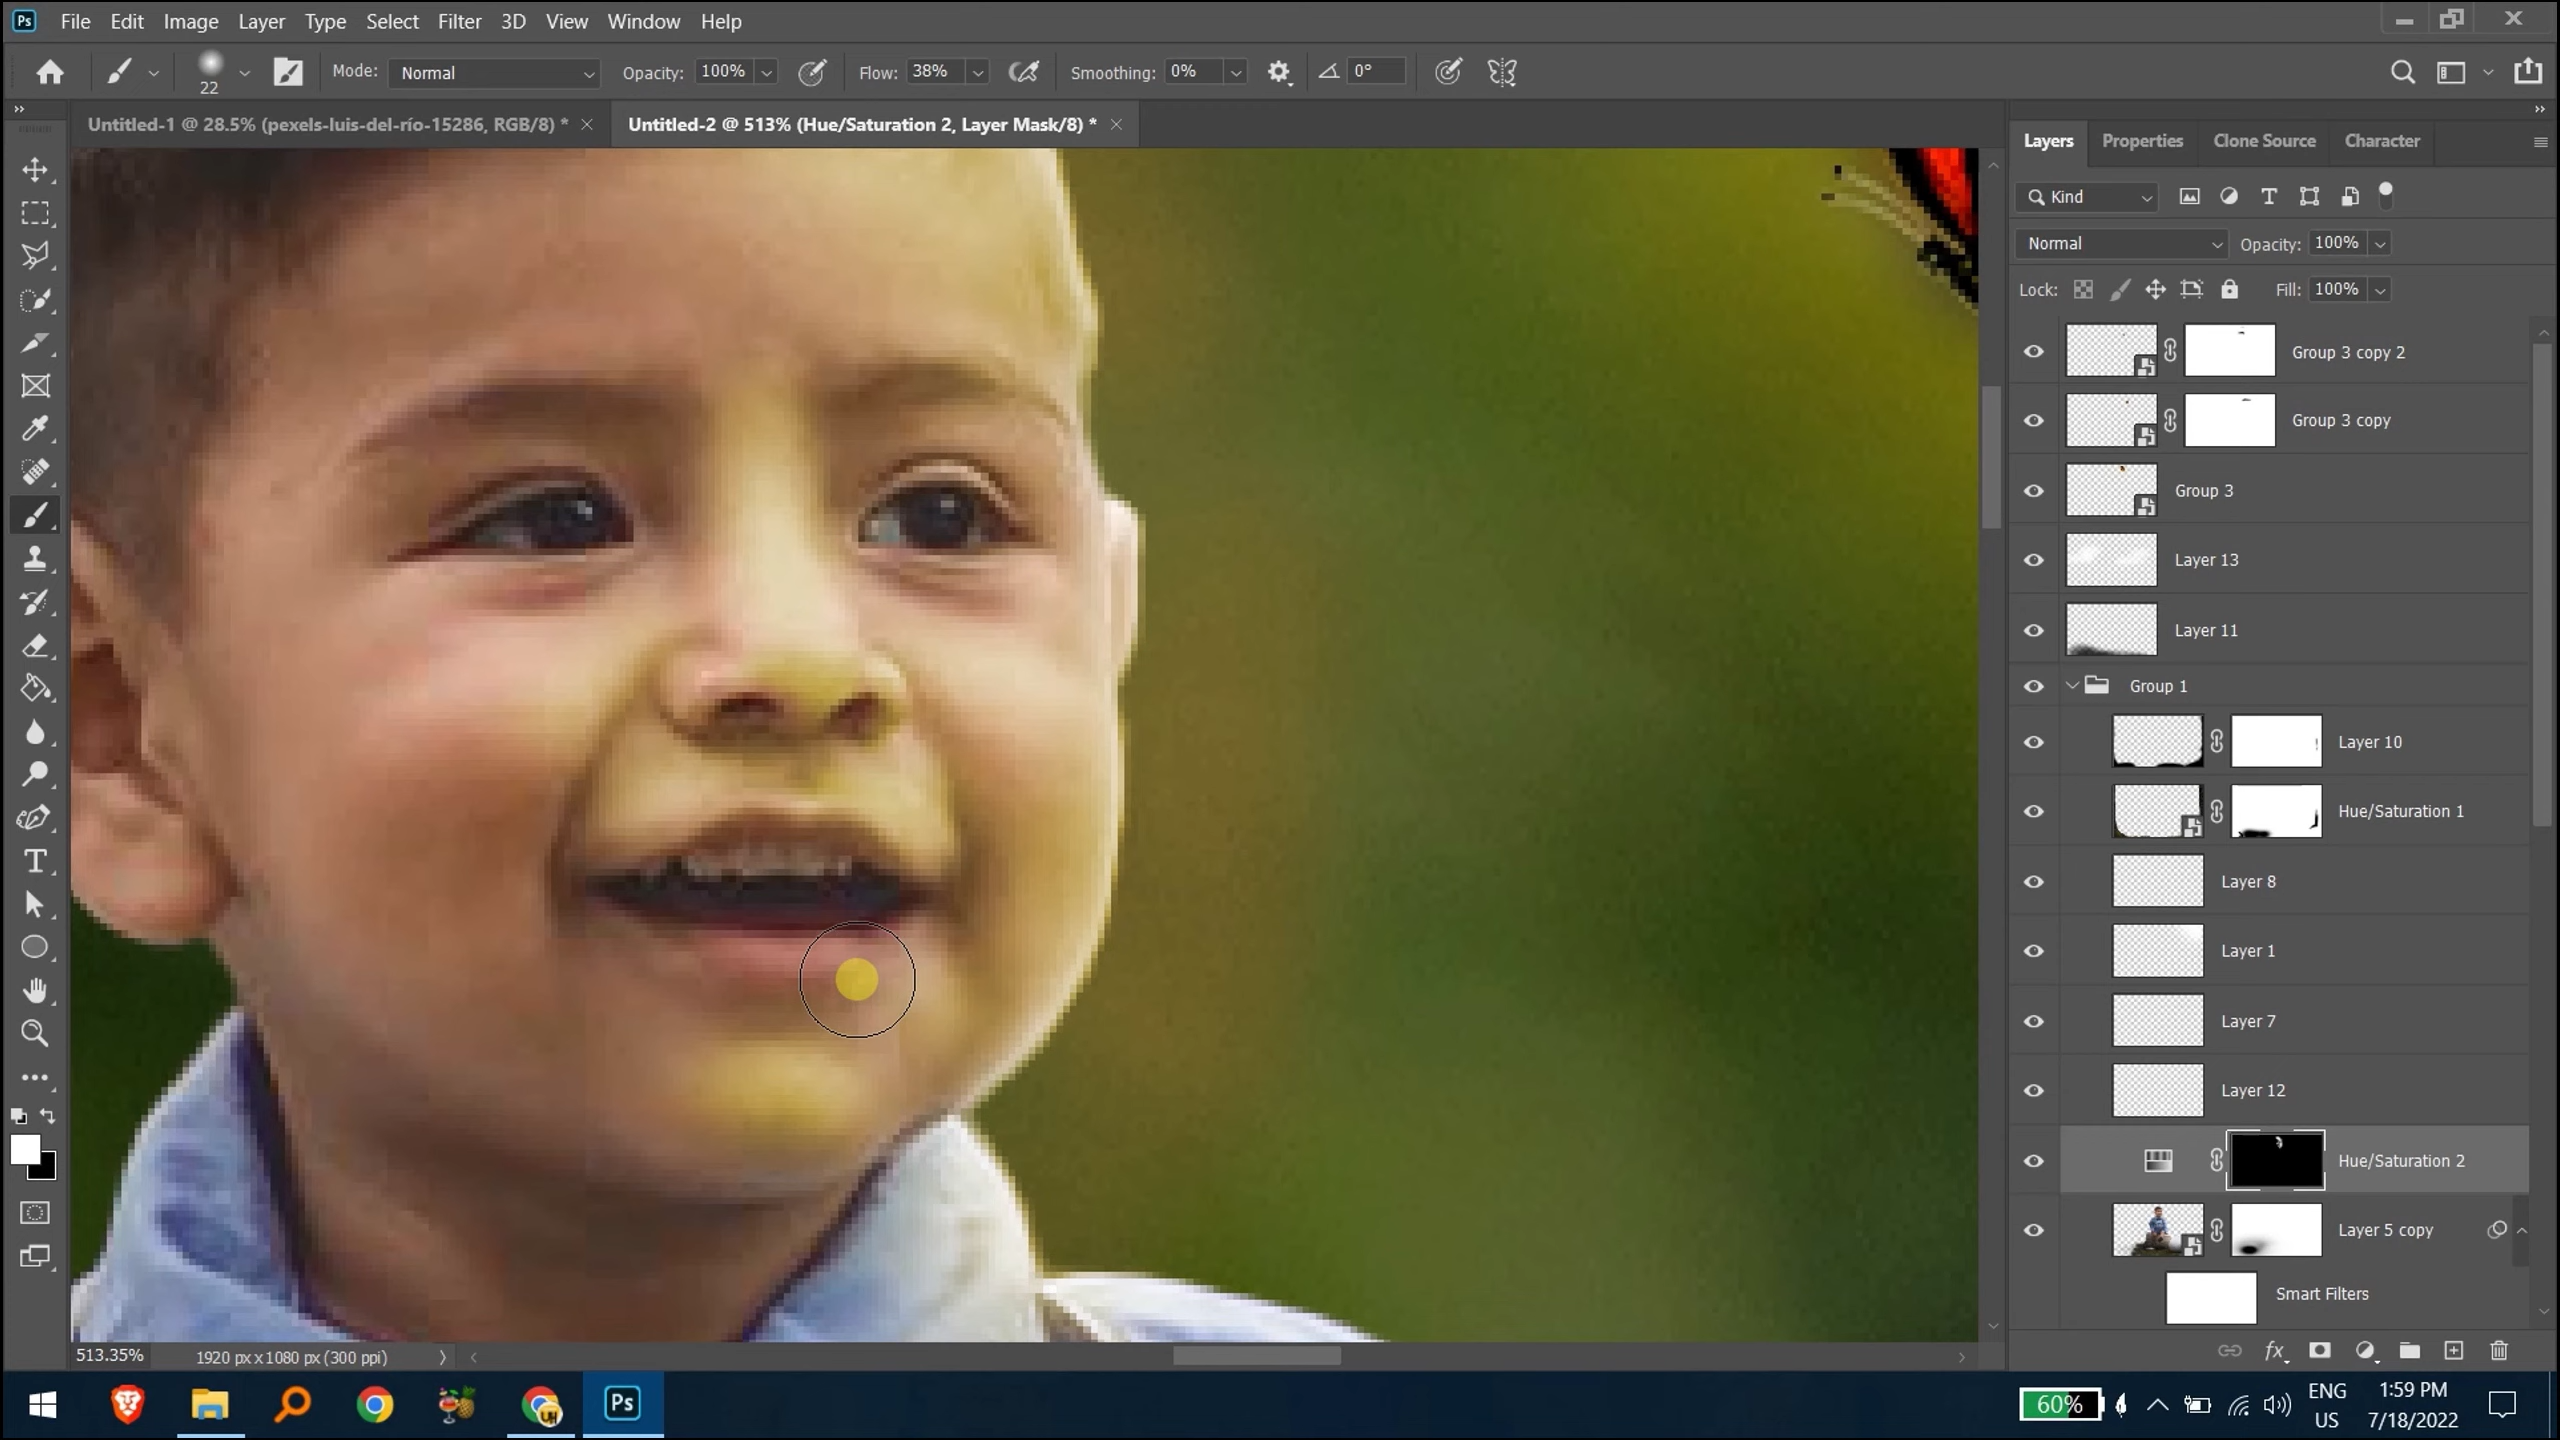 Ps File Edit Image Layer Type Select Filter 3D View Window Help
22 Mode: Normal Opacity: 100% Flow: 38% Smoothing: 0% 0°
Untitled-1 @ 28.5% (pexels-luis-del-río-15286, RGB/8) * Untitled-2 @ 513% (Hue/Saturation 2, Layer Mask/8) *
Layers Properties Clone Source Character
Kind
Normal Opacity: 100%
Lock: Fill: 100%
Group 3 copy 2
Group 3 copy
Group 3
Layer 13
Layer 11
Group 1
Layer 10
Hue/Saturation 1
Layer 8
Layer 1
Layer 7
Layer 12
Hue/Saturation 2
Layer 5 copy
Smart Filters
fx
513.35% 1920 px x 1080 px (300 ppi)
Ps 60% ENG 1:59 PM
US 7/18/2022